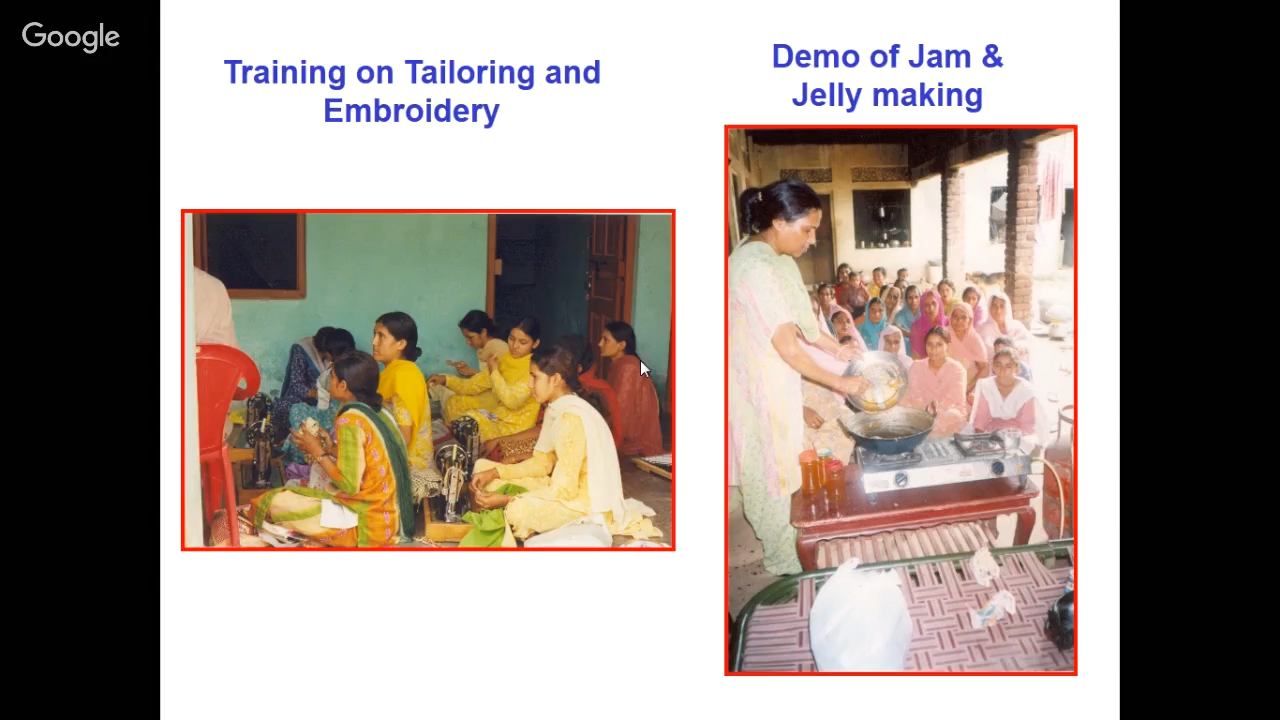 Google
Training on Tailoring and
Embroidery
Demo of Jam &
Jelly making